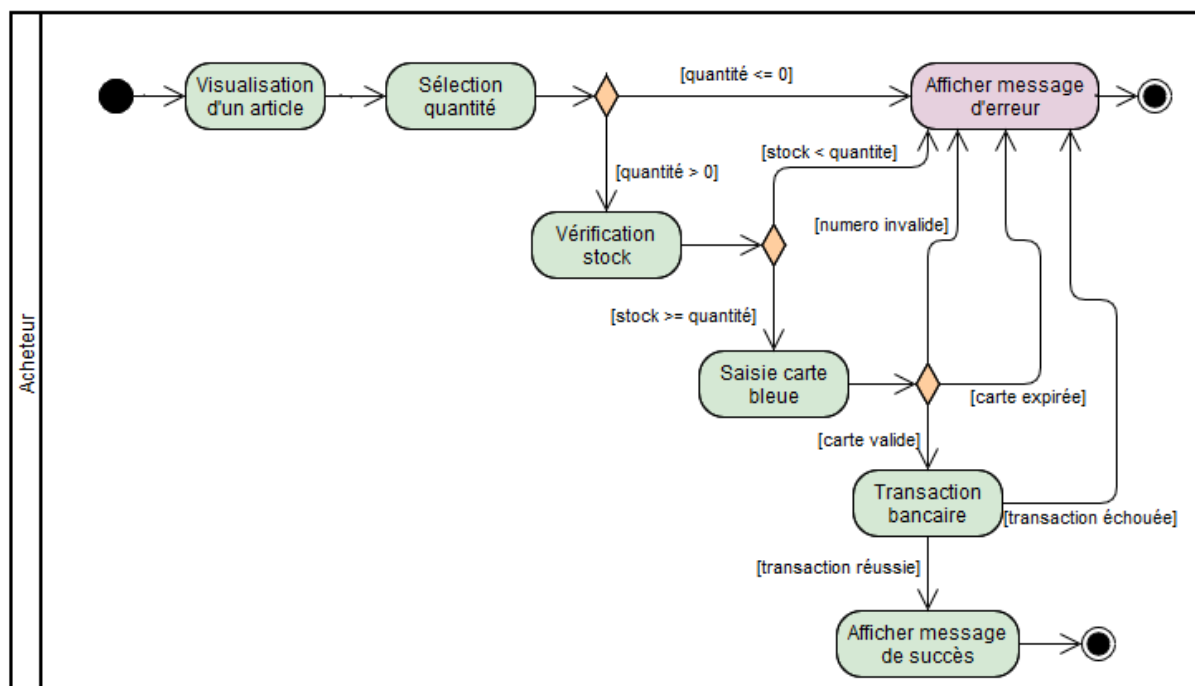 Acheteur
Visualisation
d'un article
Sélection
quantité
[quantité <= 0]
Afficher message
d'erreur
[quantité > 0]
[stock < quantite]
Vérification
stock
[numero invalide]
[stock >= quantité]
Saisie carte
bleue
[carte expirée]
[carte valide]
Transaction
bancaire
[transaction échouée]
[transaction réussie]
Afficher message
de succès